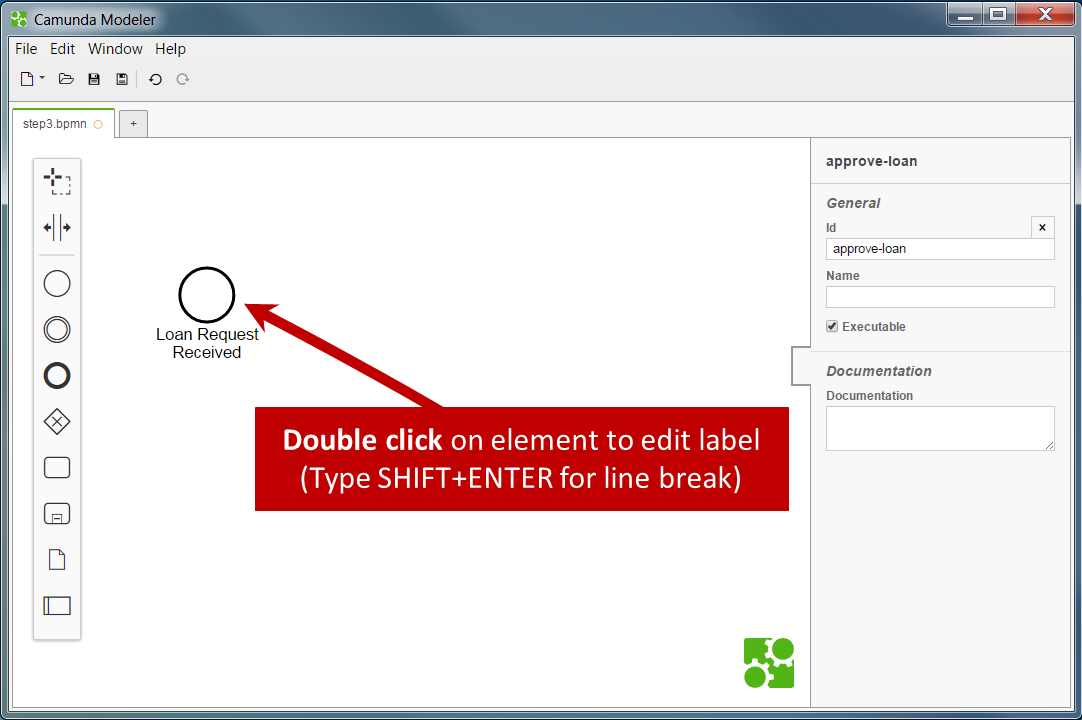 Camunda Modeler
File Edit Window Help
step3.bpmn
+
approve-loan
General
Id
x
approve-loan
Name
Executable
Documentation
Documentation
Loan Request
Received
Double click on element to edit label
(Type SHIFT+ENTER for line break)